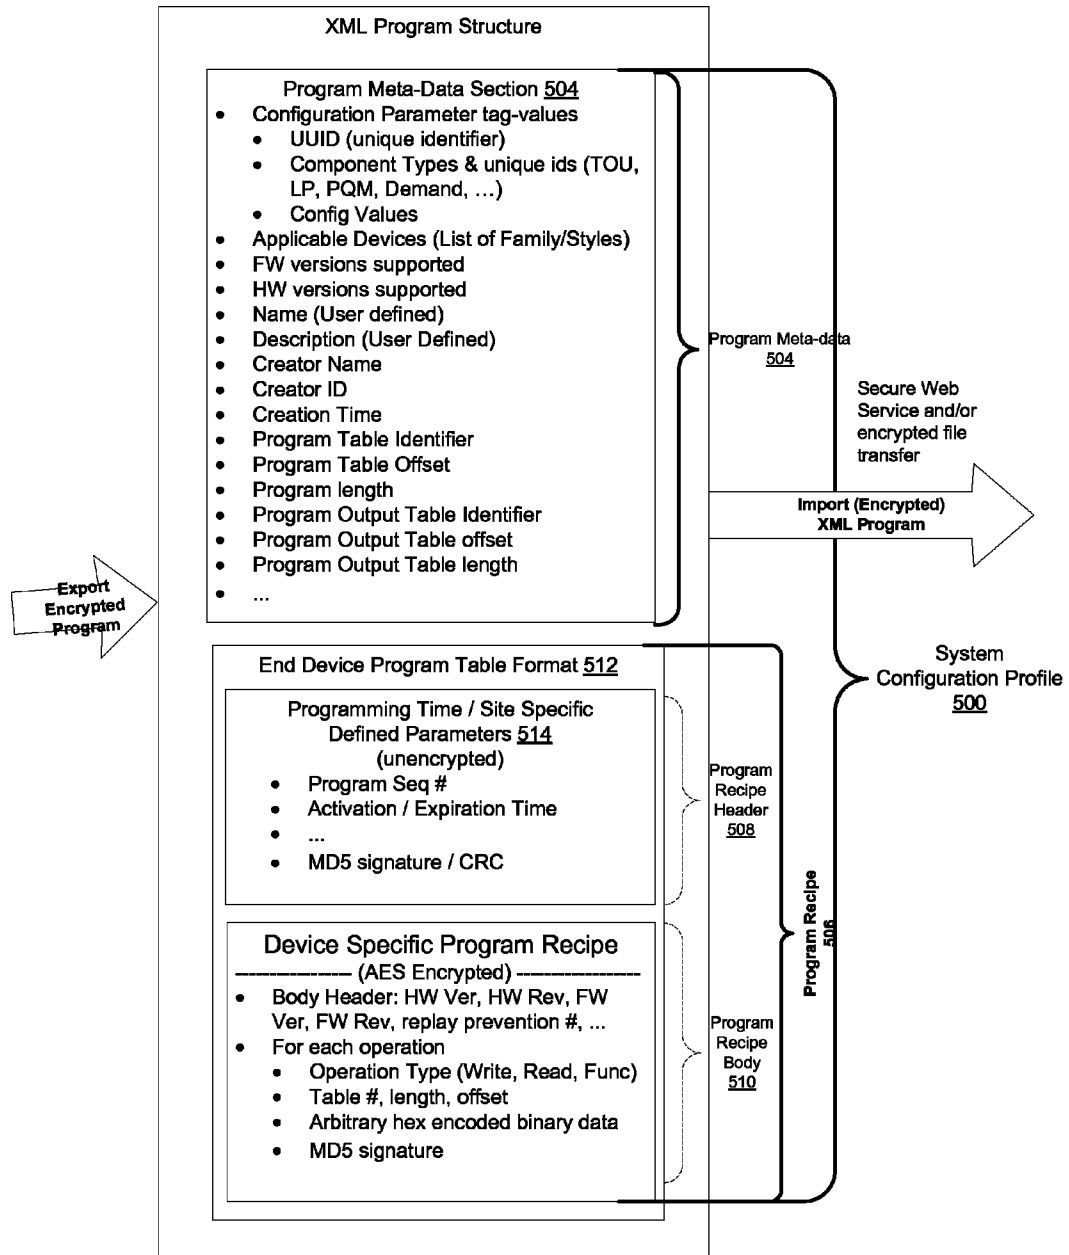 XML Program Structure
Program Meta-Data Section 504
• Configuration Parameter tag-values
• UUID (unique identifier)
• Component Types & unique ids (TOU,
LP, PQM, Demand, ...)
• Config Values
• Applicable Devices (List of Family/Styles)
• FW versions supported
• HW versions supported
• Name (User defined)
• Description (User Defined)
• Creator Name
• Creator ID
• Creation Time
• Program Table Identifier
• Program Table Offset
• Program length
• Program Output Table Identifier
• Program Output Table offset
• Program Output Table length
• ...
Program Meta-data
504
Secure Web
Service and/or
encrypted file
transfer
Import (Encrypted)
XML Program
Export
Encrypted
Program
System
Configuration Profile
500
End Device Program Table Format 512
Programming Time / Site Specific
Defined Parameters 514
(unencrypted)
• Program Seq #
• Activation / Expiration Time
• ...
• MD5 signature / CRC
Program
Recipe
Header
508
Program Recipe
506
Device Specific Program Recipe
----------------- (AES Encrypted) ------------------
• Body Header: HW Ver, HW Rev, FW
Ver, FW Rev, replay prevention #, ...
• For each operation
• Operation Type (Write, Read, Func)
• Table #, length, offset
• Arbitrary hex encoded binary data
• MD5 signature
Program
Recipe
Body
510